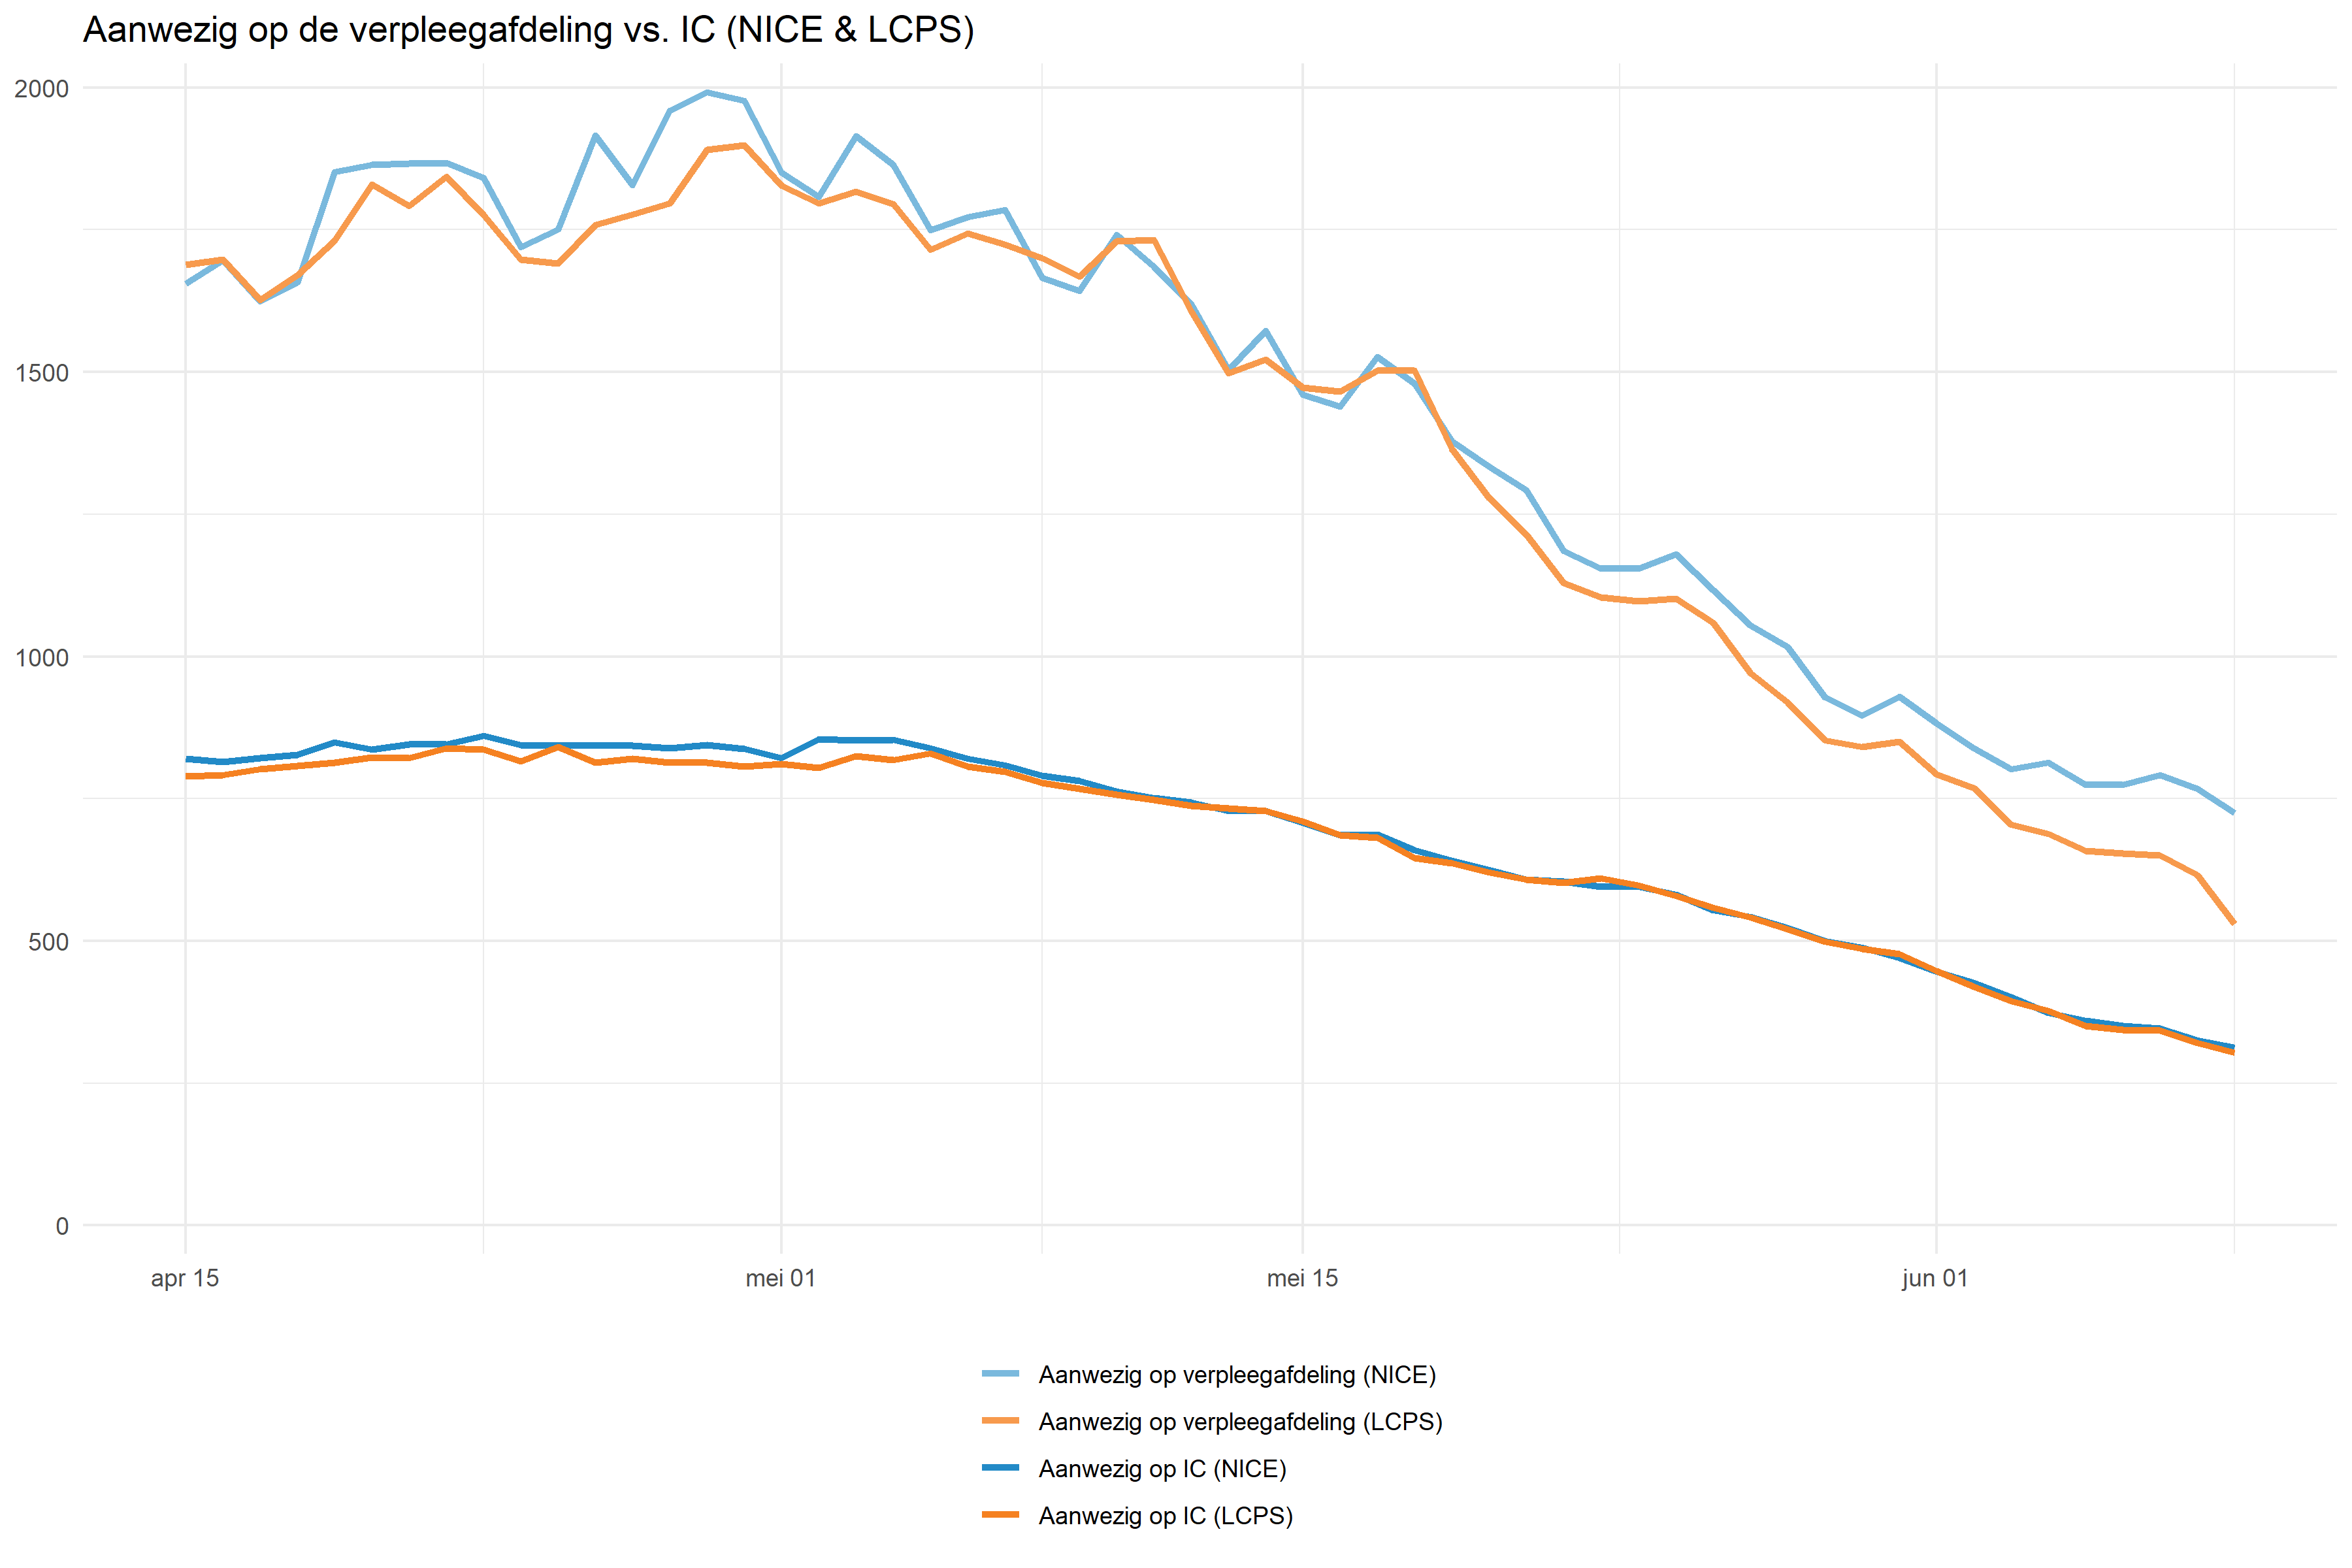 Aanwezig op de verpleegafdeling vs. IC (NICE & LCPS)
2000
1500
1000
500
0
apr 15 mei 01 mei 15 jun 01
Aanwezig op verpleegafdeling (NICE)
Aanwezig op verpleegafdeling (LCPS)
Aanwezig op IC (NICE)
Aanwezig op IC (LCPS)